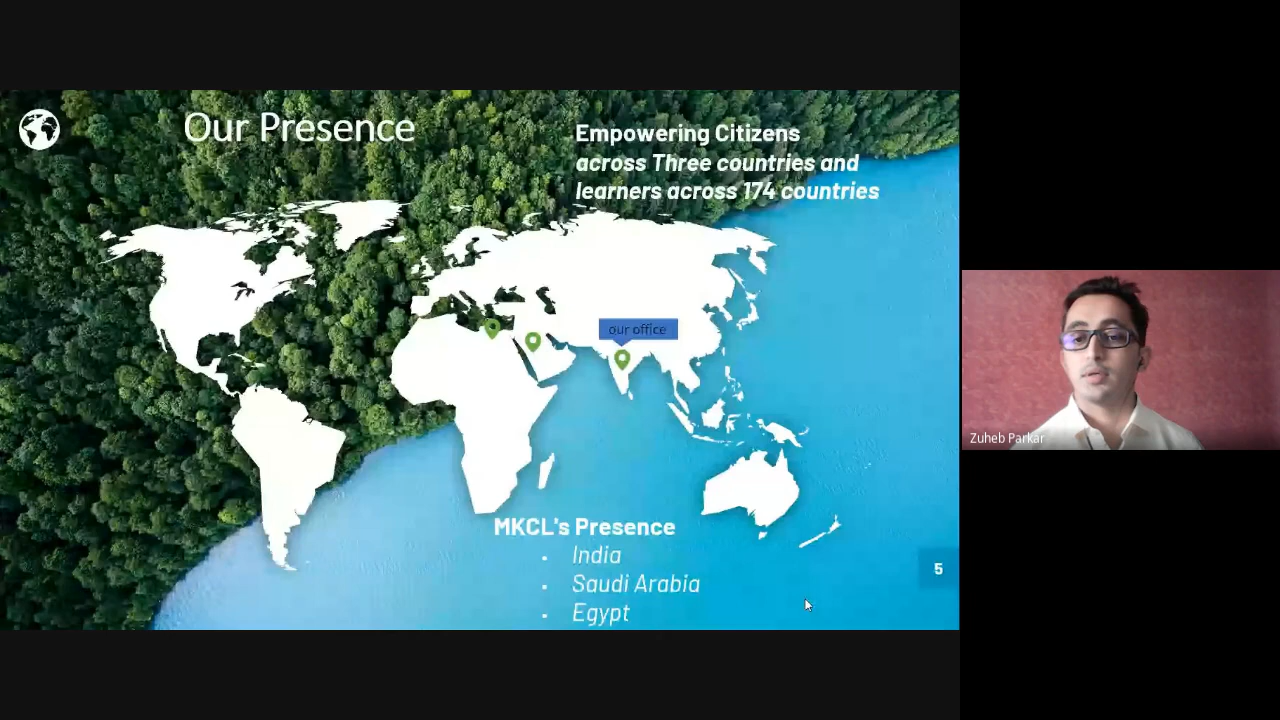 Our Presence
Empowering Citizens
across Three countries and
learners across 174 countries
our office
MKCL's Presence
▪ India
▪ Saudi Arabia
▪ Egypt
5
Zuheb Parkar